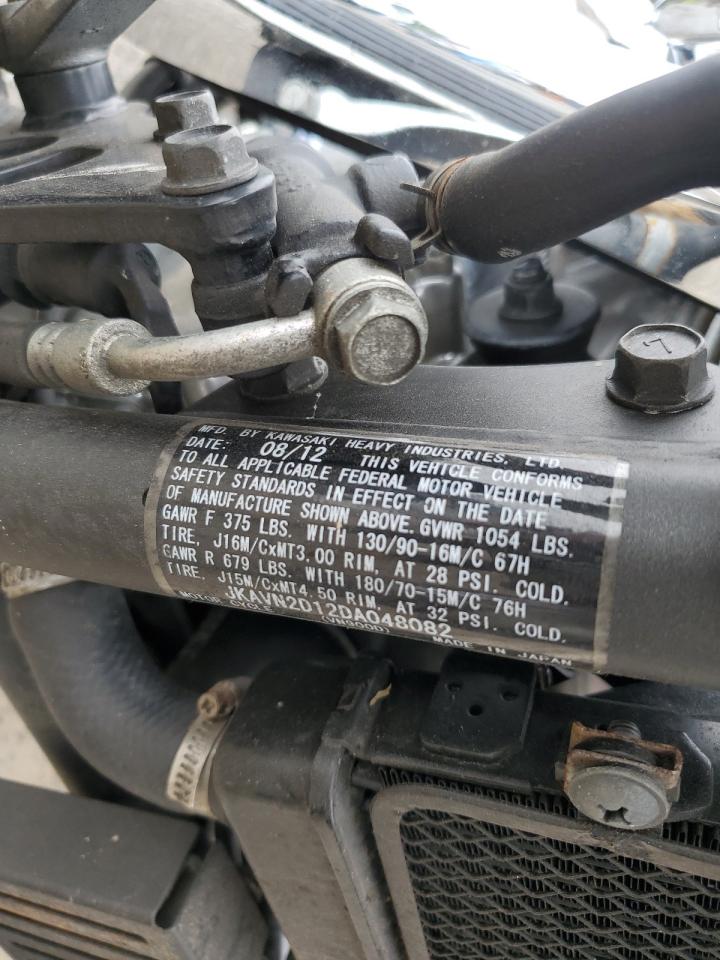 MFD. BY KAWASAKI HEAVY INDUSTRIES, LTD.
DATE: 08/12 THIS VEHICLE CONFORMS
TO ALL APPLICABLE FEDERAL MOTOR VEHICLE
SAFETY STANDARDS IN EFFECT ON THE DATE
OF MANUFACTURE SHOWN ABOVE. GVWR 1054 LBS.
GAWR F 375 LBS. WITH 130/90-16M/C 67H
TIRE, J16M/CxMT3.00 RIM, AT 28 PSI. COLD.
GAWR R 679 LBS. WITH 180/70-15M/C 76H
TIRE, J15M/CxMT4.50 RIM, AT 32 PSI. COLD.
JKAVN2D12DA048082
MOTORCYCLE (VN900D) MADE IN JAPAN
7